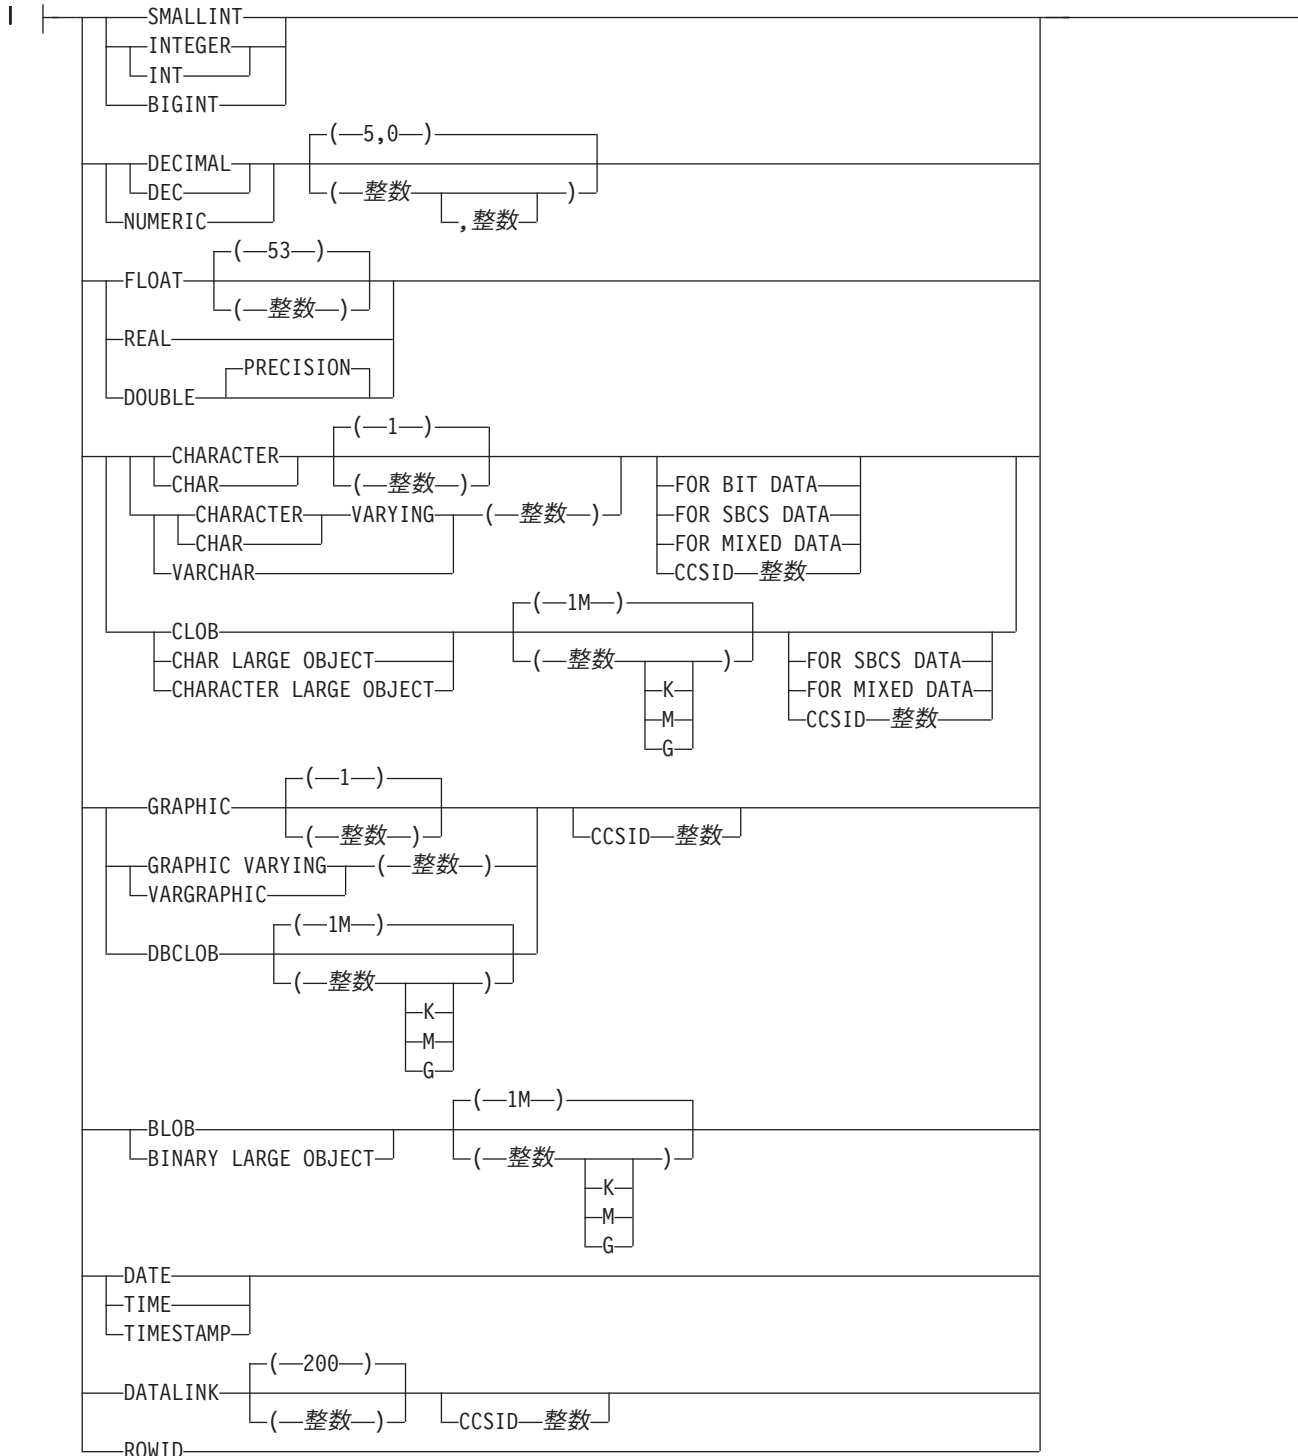 SMALLINT
INTEGER
INT
BIGINT
( 5,0 )
DECIMAL
DEC ( 整数 )
NUMERIC ,整数
( 53 )
FLOAT
( 整数 )
REAL
PRECISION
DOUBLE
( 1 )
CHARACTER
CHAR ( 整数 ) FOR BIT DATA
CHARACTER VARYING ( 整数 ) FOR SBCS DATA
CHAR FOR MIXED DATA
VARCHAR CCSID 整数
( 1M )
CLOB
CHAR LARGE OBJECT ( 整数 ) FOR SBCS DATA
CHARACTER LARGE OBJECT K FOR MIXED DATA
M CCSID 整数
G
( 1 )
GRAPHIC
( 整数 ) CCSID 整数
GRAPHIC VARYING ( 整数 )
VARGRAPHIC
( 1M )
DBCLOB
( 整数 )
K
M
G
( 1M )
BLOB
BINARY LARGE OBJECT ( 整数 )
K
M
G
DATE
TIME
TIMESTAMP
( 200 )
DATALINK
( 整数 ) CCSID 整数
ROWID